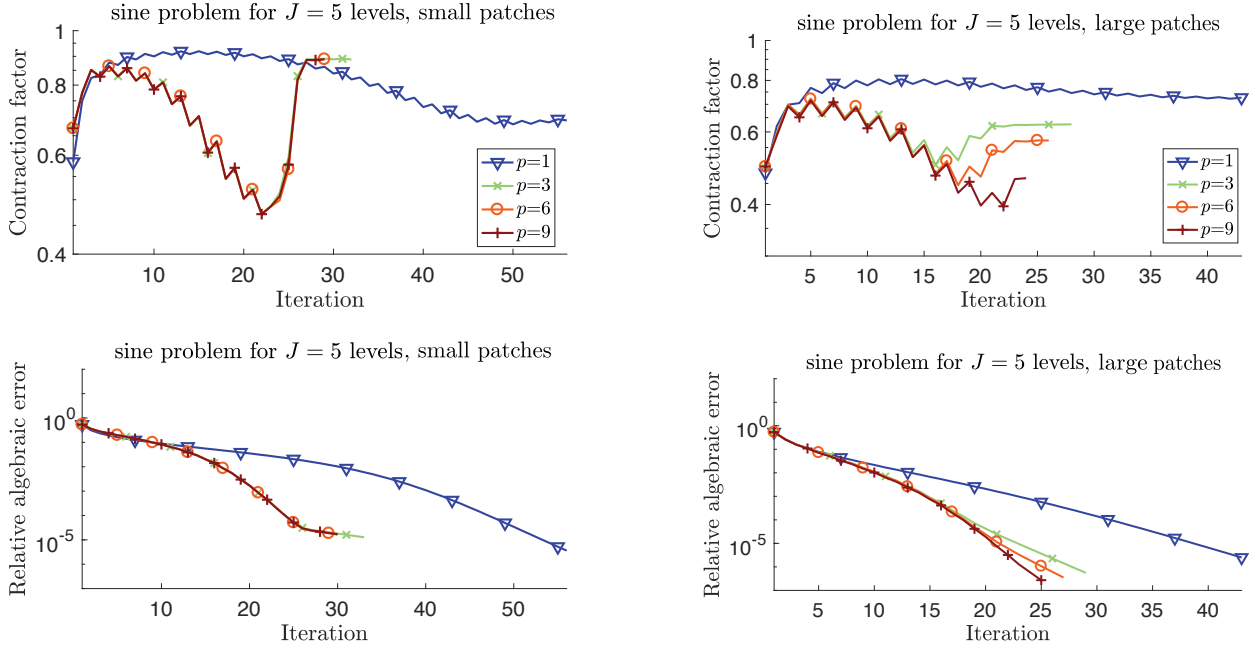 sine problem for J = 5 levels, small patches
Contraction factor
1
0.8
0.6
0.4
10 20 30 40 50
Iteration
p=1
p=3
p=6
p=9
sine problem for J = 5 levels, large patches
Contraction factor
1
0.8
0.6
0.4
5 10 15 20 25 30 35 40
Iteration
p=1
p=3
p=6
p=9
sine problem for J = 5 levels, small patches
Relative algebraic error
10^0
10^-5
10 20 30 40 50
Iteration
sine problem for J = 5 levels, large patches
Relative algebraic error
10^0
10^-5
5 10 15 20 25 30 35 40
Iteration